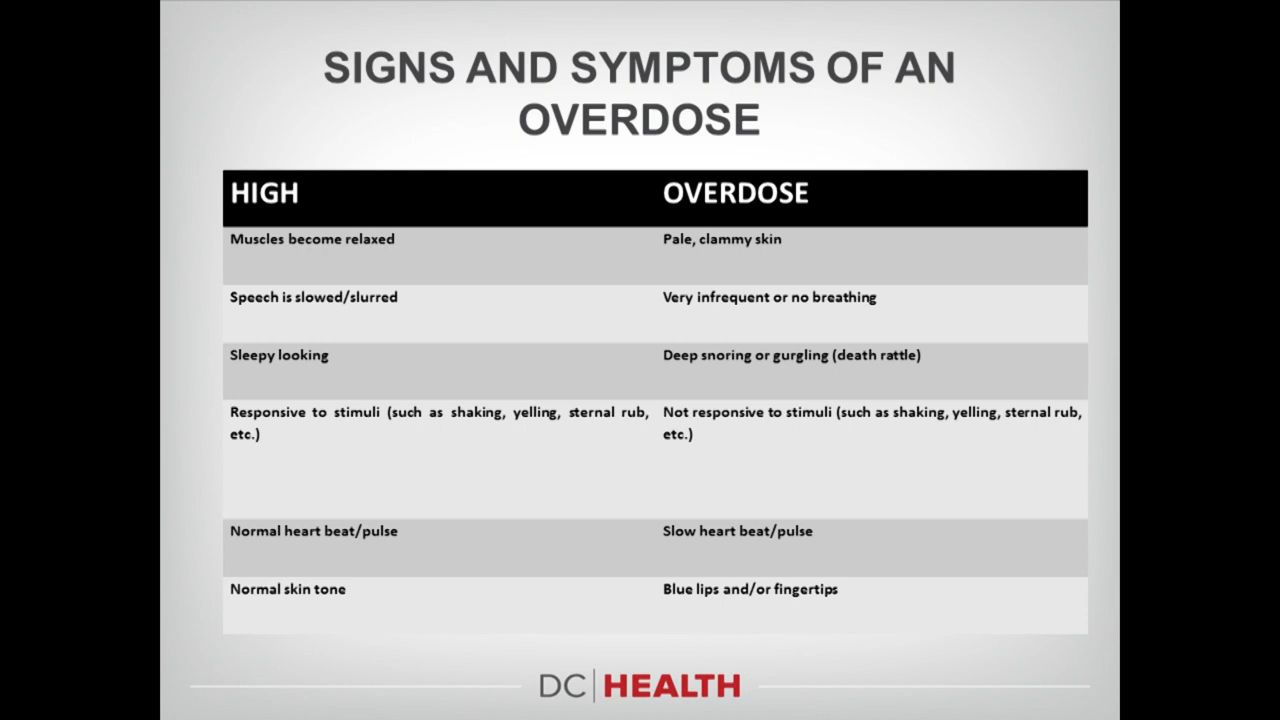 SIGNS AND SYMPTOMS OF AN
OVERDOSE
HIGH
OVERDOSE
Muscles become relaxed
Pale, clammy skin
Speech is slowed/slurred
Very infrequent or no breathing
Sleepy looking
Deep snoring or gurgling (death rattle)
Responsive to stimuli (such as shaking, yelling, sternal rub,
etc.)
Not responsive to stimuli (such as shaking, yelling, sternal rub,
etc.)
Normal heart beat/pulse
Slow heart beat/pulse
Normal skin tone
Blue lips and/or fingertips
DC HEALTH